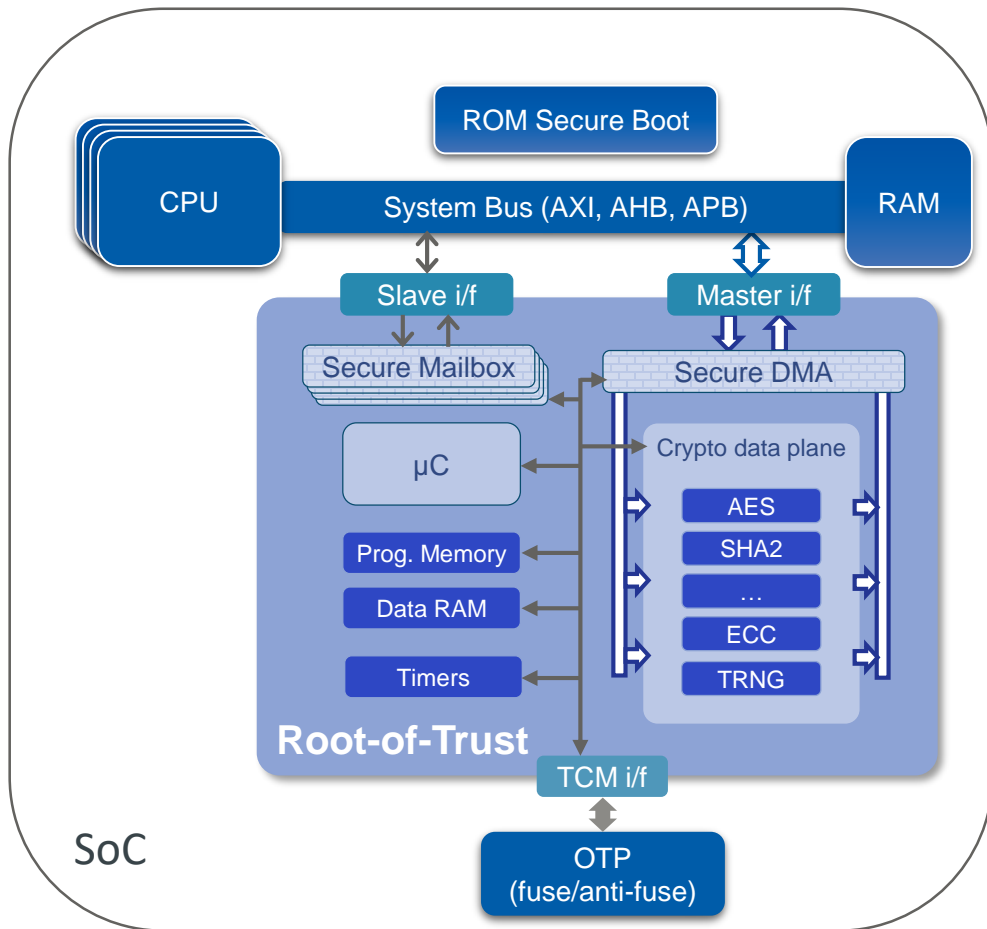 ROM Secure Boot
CPU
System Bus (AXI, AHB, APB)
RAM
Slave i/f
Master i/f
Secure Mailbox
Secure DMA
µC
Crypto data plane
AES
Prog. Memory
SHA2
Data RAM
…
ECC
Timers
TRNG
Root-of-Trust
TCM i/f
SoC
OTP
(fuse/anti-fuse)